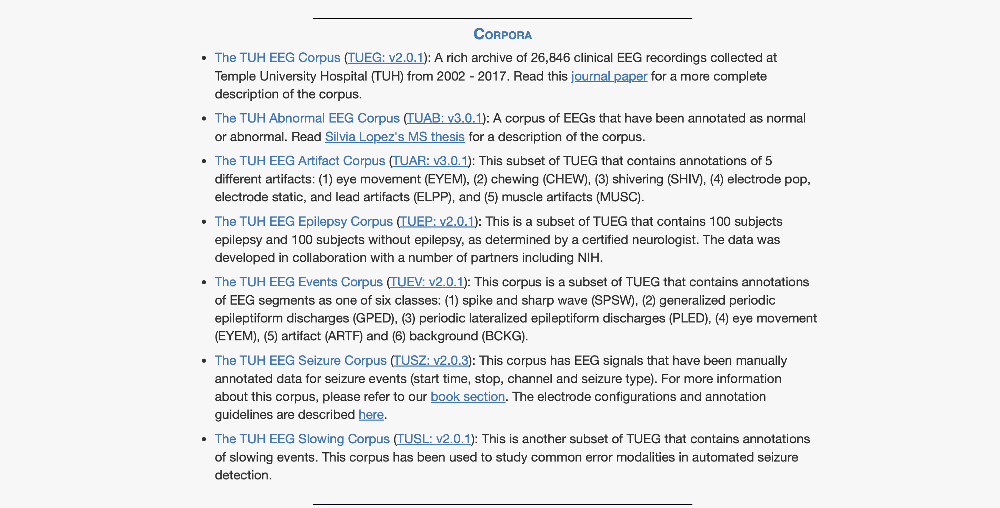 Corpora
• The TUH EEG Corpus (TUEG: v2.0.1): A rich archive of 26,846 clinical EEG recordings collected at
Temple University Hospital (TUH) from 2002 - 2017. Read this journal paper for a more complete
description of the corpus.
• The TUH Abnormal EEG Corpus (TUAB: v3.0.1): A corpus of EEGs that have been annotated as normal
or abnormal. Read Silvia Lopez's MS thesis for a description of the corpus.
• The TUH EEG Artifact Corpus (TUAR: v3.0.1): This subset of TUEG that contains annotations of 5
different artifacts: (1) eye movement (EYEM), (2) chewing (CHEW), (3) shivering (SHIV), (4) electrode pop,
electrode static, and lead artifacts (ELPP), and (5) muscle artifacts (MUSC).
• The TUH EEG Epilepsy Corpus (TUEP: v2.0.1): This is a subset of TUEG that contains 100 subjects
epilepsy and 100 subjects without epilepsy, as determined by a certified neurologist. The data was
developed in collaboration with a number of partners including NIH.
• The TUH EEG Events Corpus (TUEV: v2.0.1): This corpus is a subset of TUEG that contains annotations
of EEG segments as one of six classes: (1) spike and sharp wave (SPSW), (2) generalized periodic
epileptiform discharges (GPED), (3) periodic lateralized epileptiform discharges (PLED), (4) eye movement
(EYEM), (5) artifact (ARTF) and (6) background (BCKG).
• The TUH EEG Seizure Corpus (TUSZ: v2.0.3): This corpus has EEG signals that have been manually
annotated data for seizure events (start time, stop, channel and seizure type). For more information
about this corpus, please refer to our book section. The electrode configurations and annotation
guidelines are described here.
• The TUH EEG Slowing Corpus (TUSL: v2.0.1): This is another subset of TUEG that contains annotations
of slowing events. This corpus has been used to study common error modalities in automated seizure
detection.